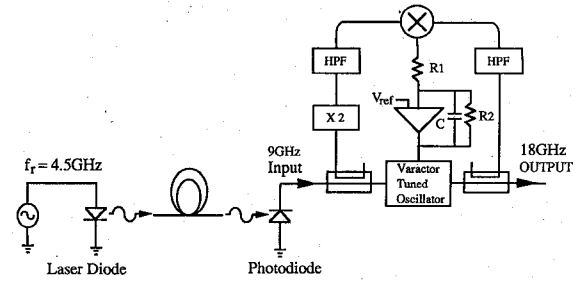 HPF
HPF
R1
X 2
Vref
C
R2
9GHz
Input
18GHz
OUTPUT
Varactor
Tuned
Oscillator
fr = 4.5GHz
Laser Diode
Photodiode